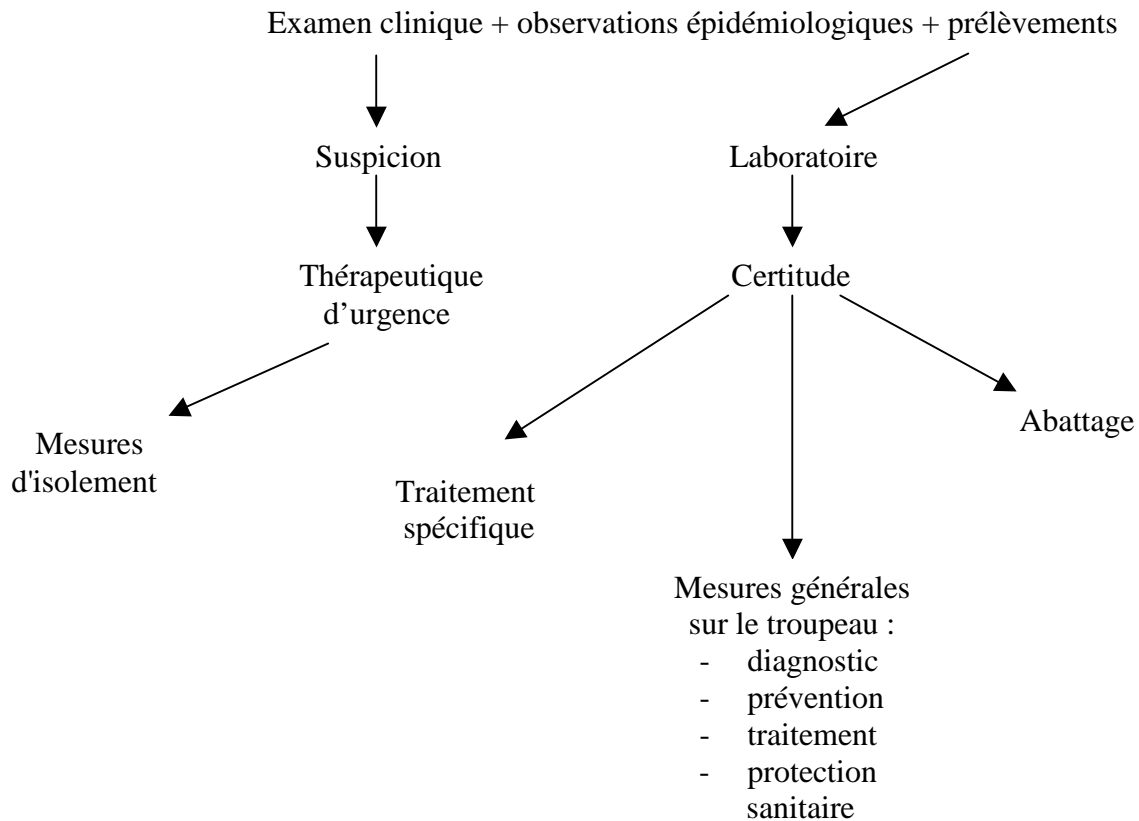 Examen clinique + observations épidémiologiques + prélèvements
Suspicion
Laboratoire
Thérapeutique
d’urgence
Certitude
Mesures
d'isolement
Traitement
spécifique
Abattage
Mesures générales
sur le troupeau :
- diagnostic
- prévention
- traitement
- protection
sanitaire